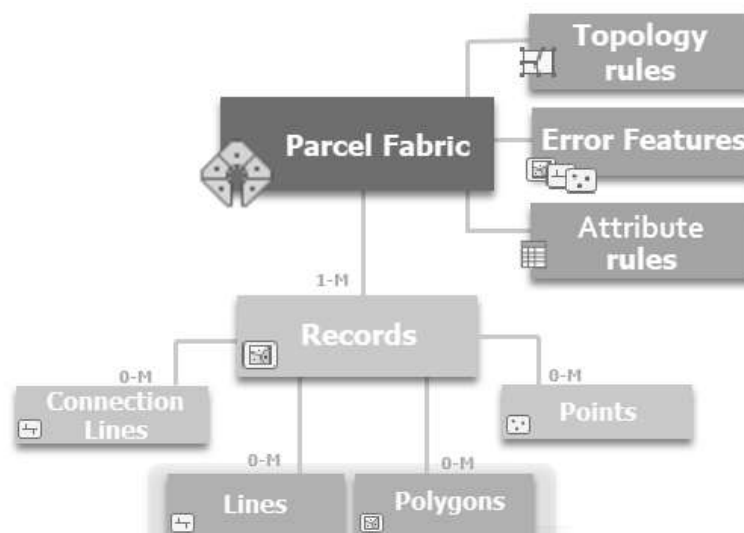 Topology
rules
Parcel Fabric
Error Features
Attribute
rules
1-M
Records
0-M
Connection
Lines
0-M
Points
0-M
Lines
0-M
Polygons